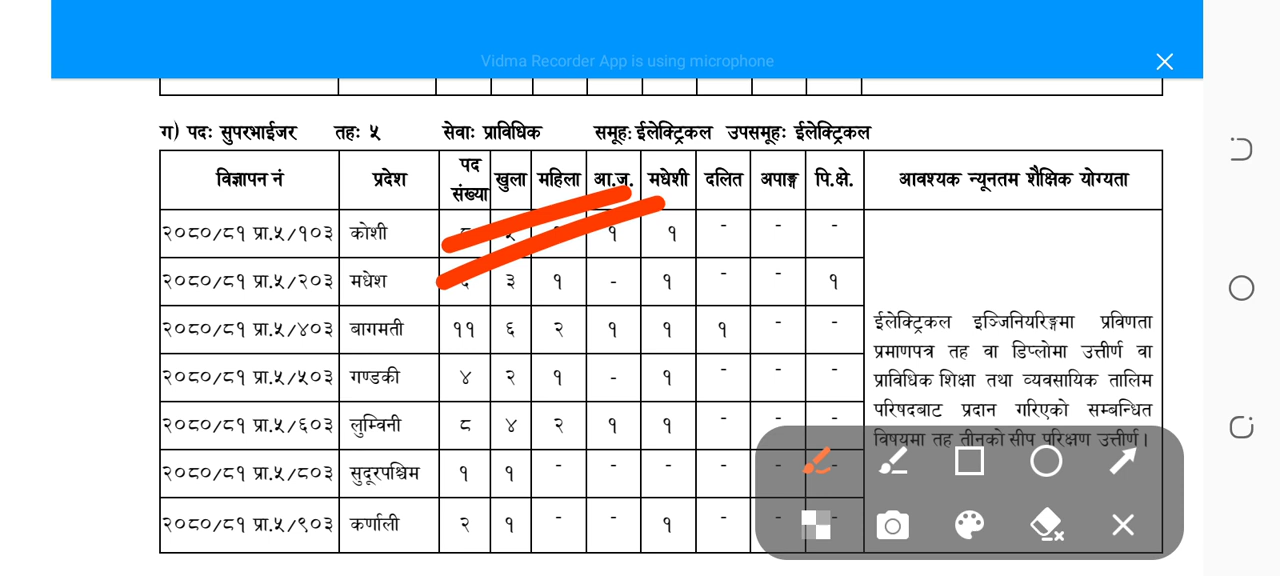 Vidma Recorder App is using microphone
ग) पदः सुपरभाईजर तहः ५ सेवाः प्राविधिक समूहः ईलेक्ट्रिकल उपसमूहः ईलेक्ट्रिकल
विज्ञापन नं प्रदेश पद संख्या खुला महिला आ.ज. मधेशी दलित अपाङ्ग पि.क्षे. आवश्यक न्यूनतम शैक्षिक योग्यता
२०८०/८१ प्रा.५/१०३ कोशी १ १ - - -
२०८०/८१ प्रा.५/२०३ मधेश ३ १ - १ - - १
२०८०/८१ प्रा.५/४०३ बागमती ११ ६ २ १ १ १ - -
२०८०/८१ प्रा.५/५०३ गण्डकी ४ २ १ - १ - - -
२०८०/८१ प्रा.५/६०३ लुम्विनी ८ ४ २ १ १ - - -
२०८०/८१ प्रा.५/८०३ सुदूरपश्चिम १ १ - - - - - -
२०८०/८१ प्रा.५/९०३ कर्णाली २ १ - - १ - -
ईलेक्ट्रिकल इञ्जिनियरिङ्गमा प्रविणता
प्रमाणपत्र तह वा डिप्लोमा उत्तीर्ण वा
प्राविधिक शिक्षा तथा व्यवसायिक तालिम
परिषदबाट प्रदान गरिएको सम्बन्धित
विषयमा तह तीनको सीप परिक्षण उत्तीर्ण।